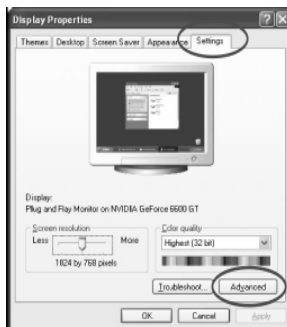 Display Properties
Themes Desktop Screen Saver Appearance Settings
Display:
Plug and Play Monitor on NVIDIA GeForce 6600 GT
Screen resolution
Less More
1024 by 768 pixels
Color quality
Highest (32 bit)
Troubleshoot... Advanced
OK Cancel Apply